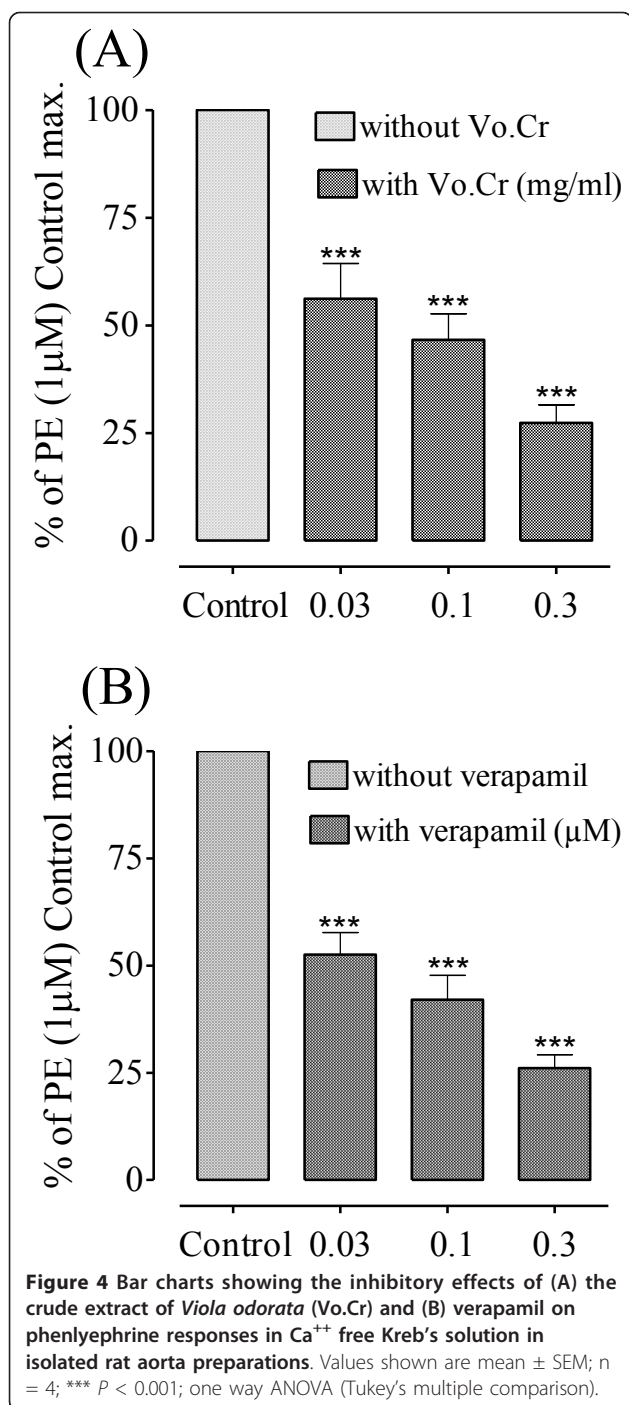 (A)
% of PE (1μM) Control max.
100
75
50
25
0
without Vo.Cr
with Vo.Cr (mg/ml)
***
***
***
Control 0.03 0.1 0.3
(B)
% of PE (1μM) Control max.
100
75
50
25
0
without verapamil
with verapamil (μM)
***
***
***
Control 0.03 0.1 0.3
Figure 4 Bar charts showing the inhibitory effects of (A) the
crude extract of Viola odorata (Vo.Cr) and (B) verapamil on
phenlyephrine responses in Ca++ free Kreb's solution in
isolated rat aorta preparations. Values shown are mean ± SEM; n
= 4; *** P < 0.001; one way ANOVA (Tukey's multiple comparison).